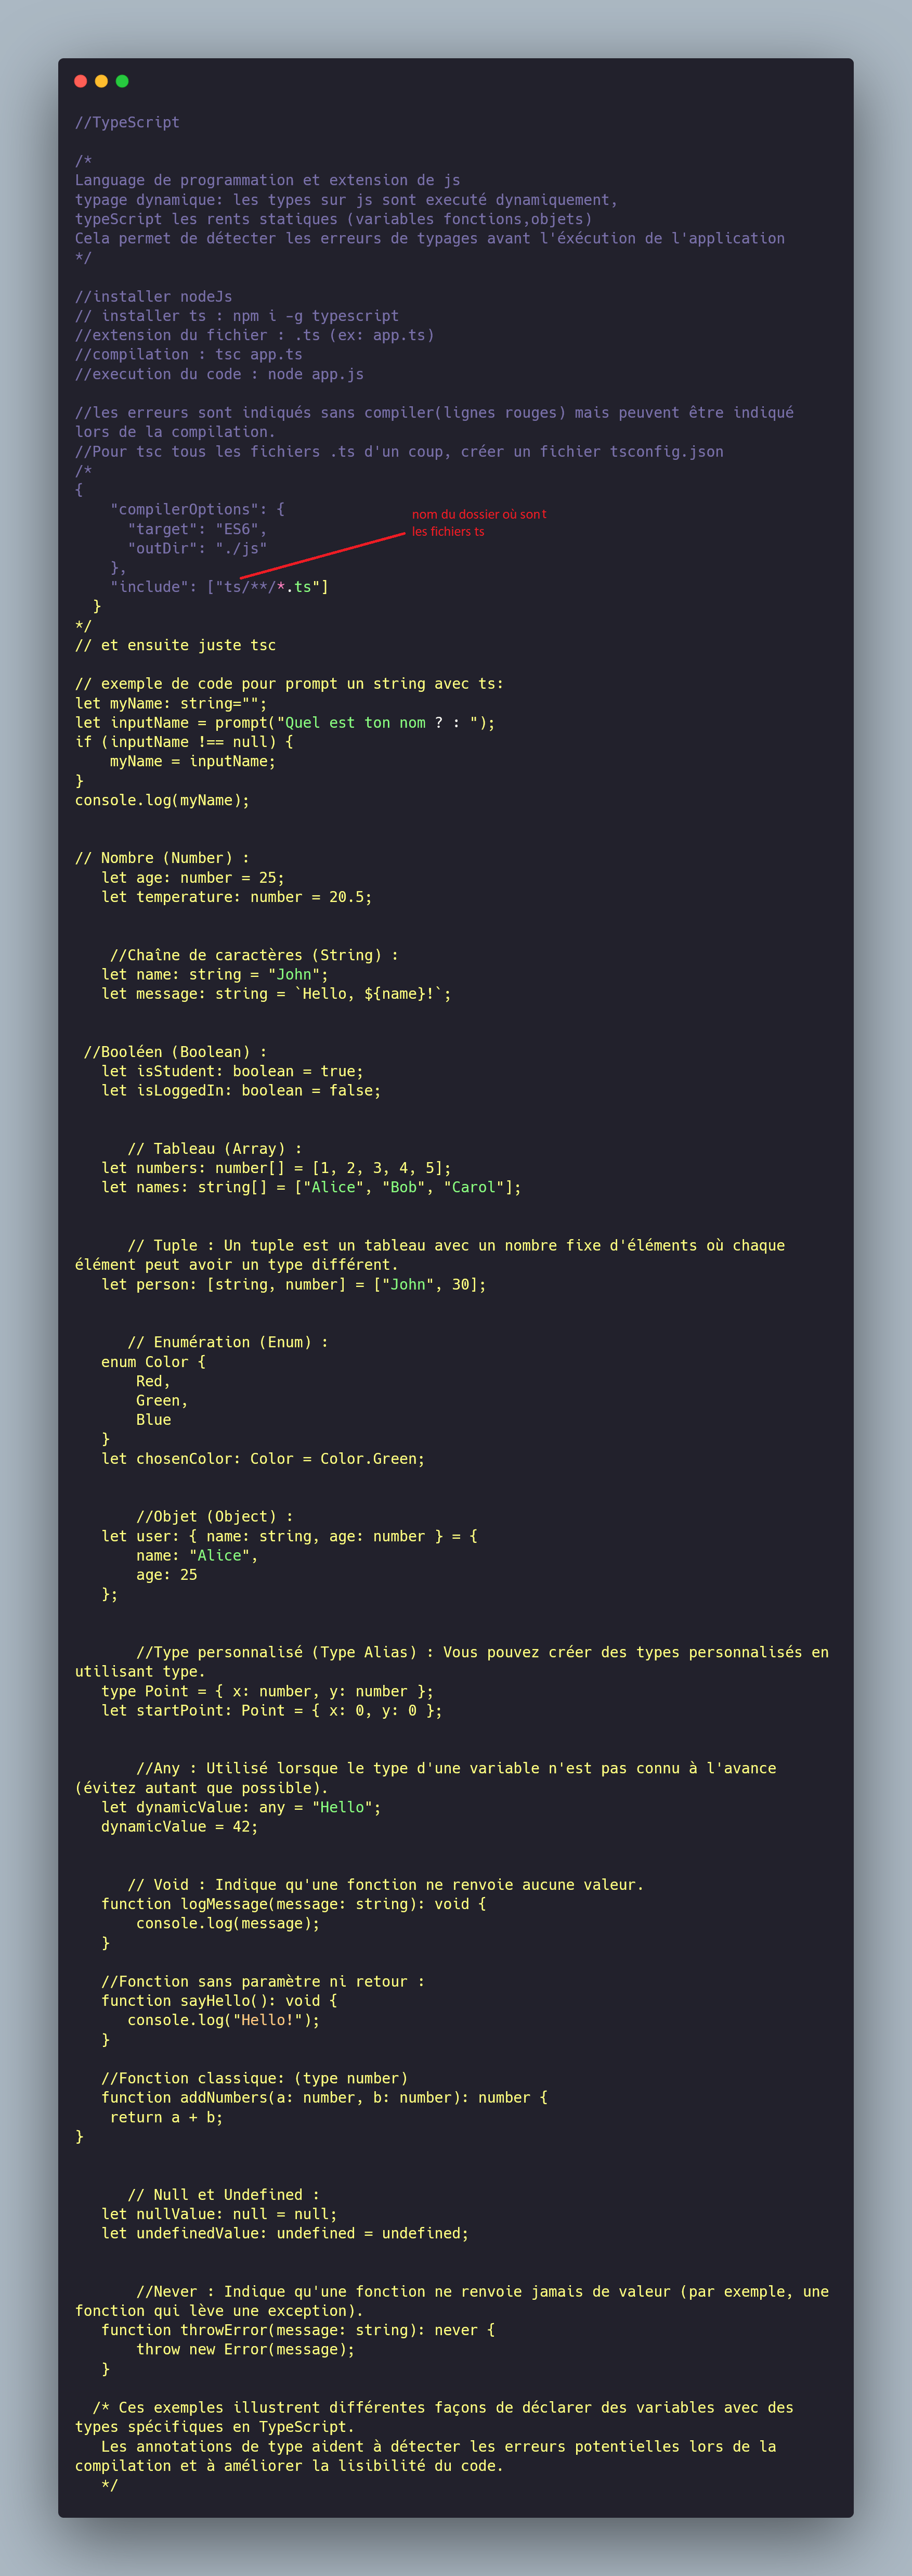 //TypeScript
/*
Language de programmation et extension de js
typage dynamique: les types sur js sont executé dynamiquement,
typeScript les rents statiques (variables fonctions,objets)
Cela permet de détecter les erreurs de typages avant l'éxécution de l'application
*/
//installer nodeJs
// installer ts : npm i -g typescript
//extension du fichier : .ts (ex: app.ts)
//compilation : tsc app.ts
//execution du code : node app.js
//les erreurs sont indiqués sans compiler(lignes rouges) mais peuvent être indiqué
lors de la compilation.
//Pour tsc tous les fichiers .ts d'un coup, créer un fichier tsconfig.json
/*
{
    "compilerOptions": {
nom du dossier où sont
      "target": "ES6",
les fichiers ts
      "outDir": "./js"
    },
    "include": ["ts/**/*.ts"]
  }
*/
// et ensuite juste tsc
// exemple de code pour prompt un string avec ts:
let myName: string="";
let inputName = prompt("Quel est ton nom ? : ");
if (inputName !== null) {
    myName = inputName;
}
console.log(myName);
// Nombre (Number) :
   let age: number = 25;
   let temperature: number = 20.5;
    //Chaîne de caractères (String) :
   let name: string = "John";
   let message: string = `Hello, ${name}!`;
 //Booléen (Boolean) :
   let isStudent: boolean = true;
   let isLoggedIn: boolean = false;
      // Tableau (Array) :
   let numbers: number[] = [1, 2, 3, 4, 5];
   let names: string[] = ["Alice", "Bob", "Carol"];
      // Tuple : Un tuple est un tableau avec un nombre fixe d'éléments où chaque
élément peut avoir un type différent.
   let person: [string, number] = ["John", 30];
      // Enumération (Enum) :
   enum Color {
       Red,
       Green,
       Blue
   }
   let chosenColor: Color = Color.Green;
       //Objet (Object) :
   let user: { name: string, age: number } = {
       name: "Alice",
       age: 25
   };
       //Type personnalisé (Type Alias) : Vous pouvez créer des types personnalisés en
utilisant type.
   type Point = { x: number, y: number };
   let startPoint: Point = { x: 0, y: 0 };
       //Any : Utilisé lorsque le type d'une variable n'est pas connu à l'avance
(évitez autant que possible).
   let dynamicValue: any = "Hello";
   dynamicValue = 42;
      // Void : Indique qu'une fonction ne renvoie aucune valeur.
   function logMessage(message: string): void {
       console.log(message);
   }
   //Fonction sans paramètre ni retour :
   function sayHello(): void {
      console.log("Hello!");
   }
   //Fonction classique: (type number)
   function addNumbers(a: number, b: number): number {
    return a + b;
}
      // Null et Undefined :
   let nullValue: null = null;
   let undefinedValue: undefined = undefined;
       //Never : Indique qu'une fonction ne renvoie jamais de valeur (par exemple, une
fonction qui lève une exception).
   function throwError(message: string): never {
       throw new Error(message);
   }
  /* Ces exemples illustrent différentes façons de déclarer des variables avec des
types spécifiques en TypeScript.
   Les annotations de type aident à détecter les erreurs potentielles lors de la
compilation et à améliorer la lisibilité du code.
   */